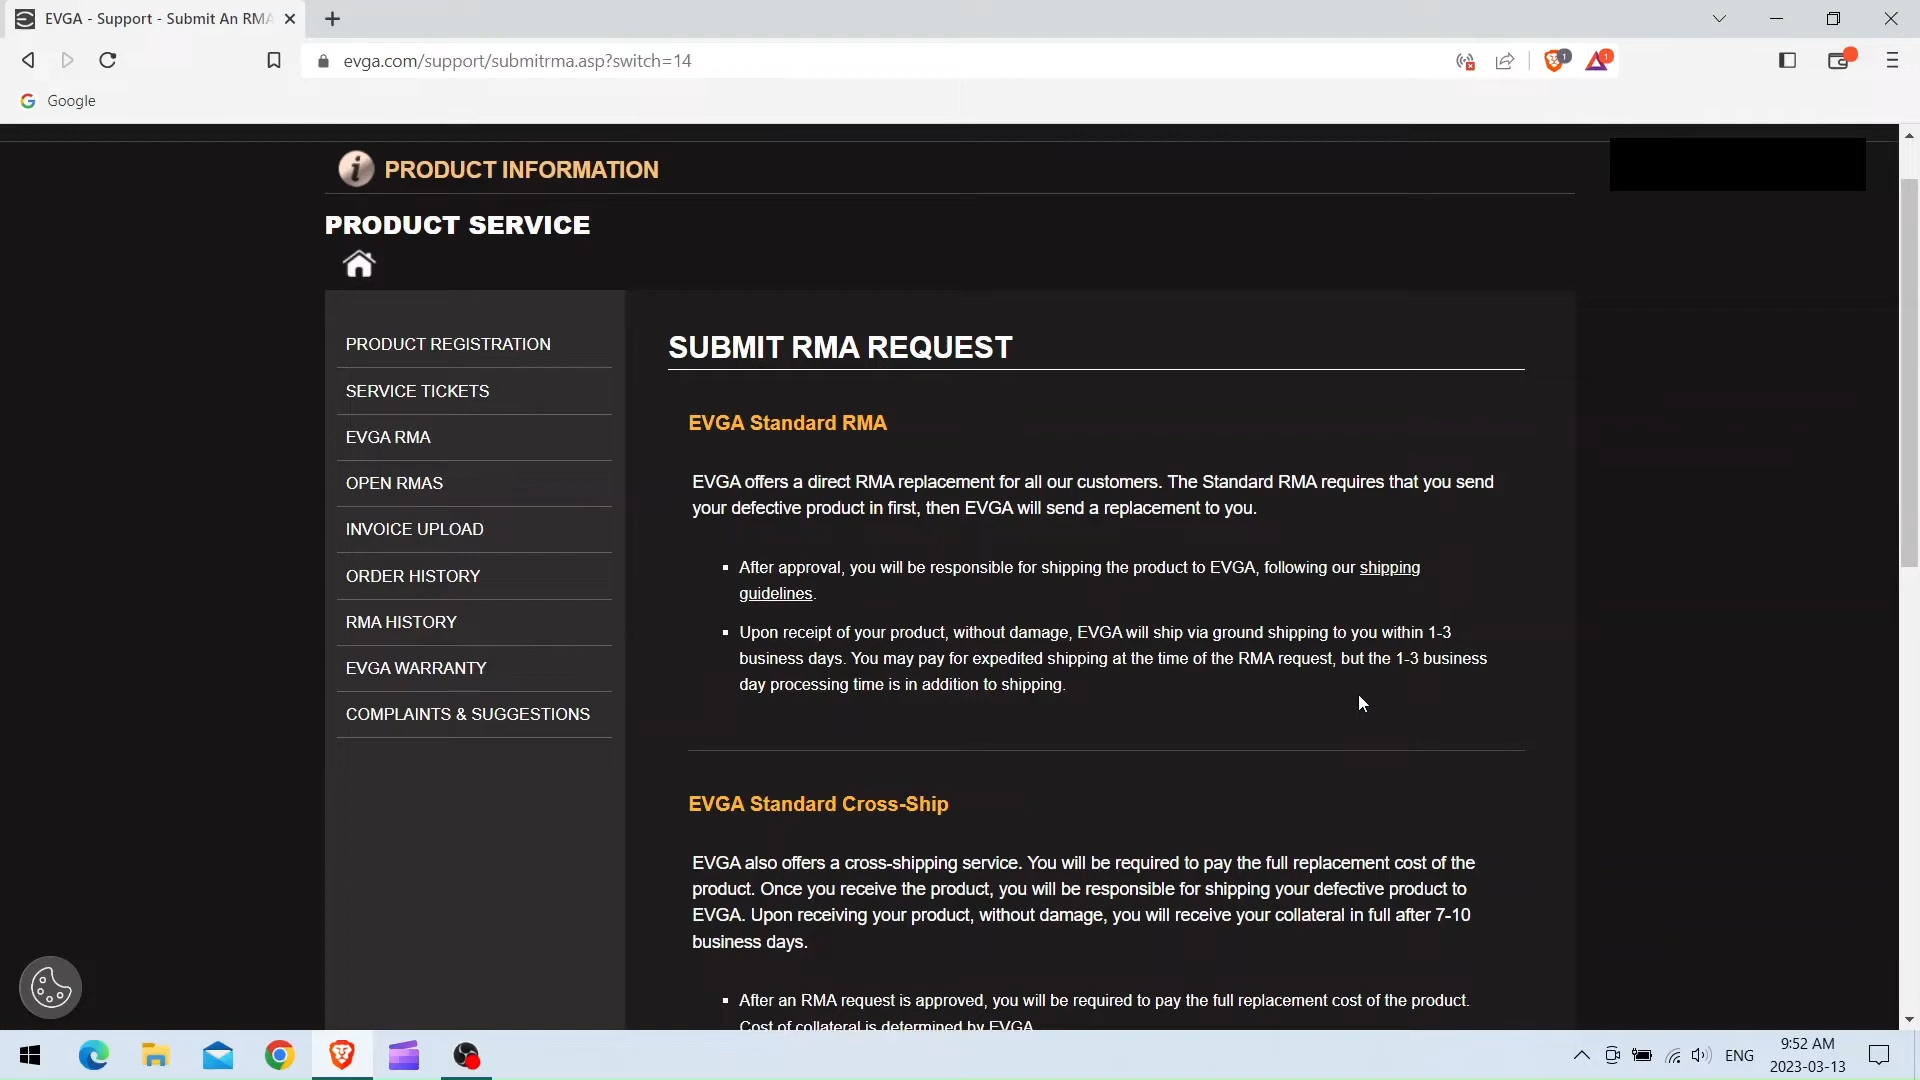 EVGA - Support - Submit An RMA
evga.com/support/submitrma.asp?switch=14
1
1
Google
PRODUCT INFORMATION
PRODUCT SERVICE
PRODUCT REGISTRATION
SERVICE TICKETS
EVGA RMA
OPEN RMAS
INVOICE UPLOAD
ORDER HISTORY
RMA HISTORY
EVGA WARRANTY
COMPLAINTS & SUGGESTIONS
SUBMIT RMA REQUEST
EVGA Standard RMA
EVGA offers a direct RMA replacement for all our customers. The Standard RMA requires that you send
your defective product in first, then EVGA will send a replacement to you.
After approval, you will be responsible for shipping the product to EVGA, following our shipping
guidelines.
Upon receipt of your product, without damage, EVGA will ship via ground shipping to you within 1-3
business days. You may pay for expedited shipping at the time of the RMA request, but the 1-3 business
day processing time is in addition to shipping.
EVGA Standard Cross-Ship
EVGA also offers a cross-shipping service. You will be required to pay the full replacement cost of the
product. Once you receive the product, you will be responsible for shipping your defective product to
EVGA. Upon receiving your product, without damage, you will receive your collateral in full after 7-10
business days.
After an RMA request is approved, you will be required to pay the full replacement cost of the product.
Cost of collateral is determined by EVGA.
ENG
9:52 AM
2023-03-13